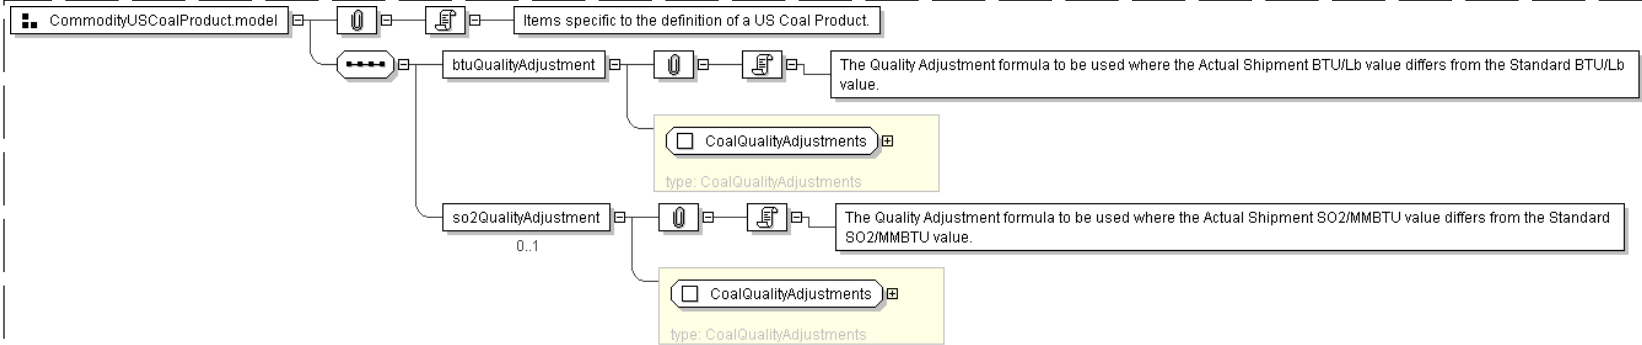 CommodityUSCoalProduct.model
Items specific to the definition of a US Coal Product.
btuQualityAdjustment
The Quality Adjustment formula to be used where the Actual Shipment BTU/Lb value differs from the Standard BTU/Lb
value.
CoalQualityAdjustments
type: CoalQualityAdjustments
so2QualityAdjustment
0..1
The Quality Adjustment formula to be used where the Actual Shipment SO2/MMBTU value differs from the Standard
SO2/MMBTU value.
CoalQualityAdjustments
type: CoalQualityAdjustments